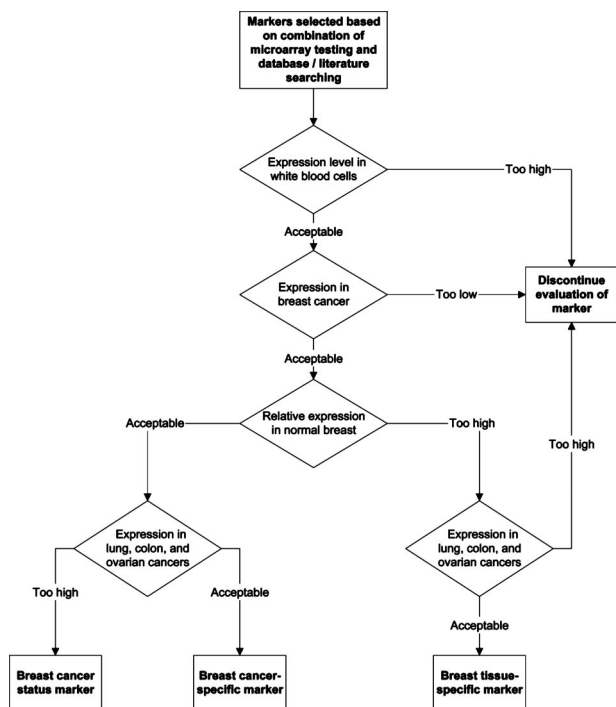 Markers selected based
on combination of
microarray testing and
database / literature
searching
Expression level in
white blood cells
Too high
Acceptable
Expression in
breast cancer
Too low
Discontinue
evaluation of
marker
Acceptable
Relative expression
in normal breast
Acceptable
Too high
Too high
Expression in
lung, colon, and
ovarian cancers
Expression in
lung, colon, and
ovarian cancers
Too high
Acceptable
Acceptable
Breast cancer
status marker
Breast cancer-
specific marker
Breast tissue-
specific marker